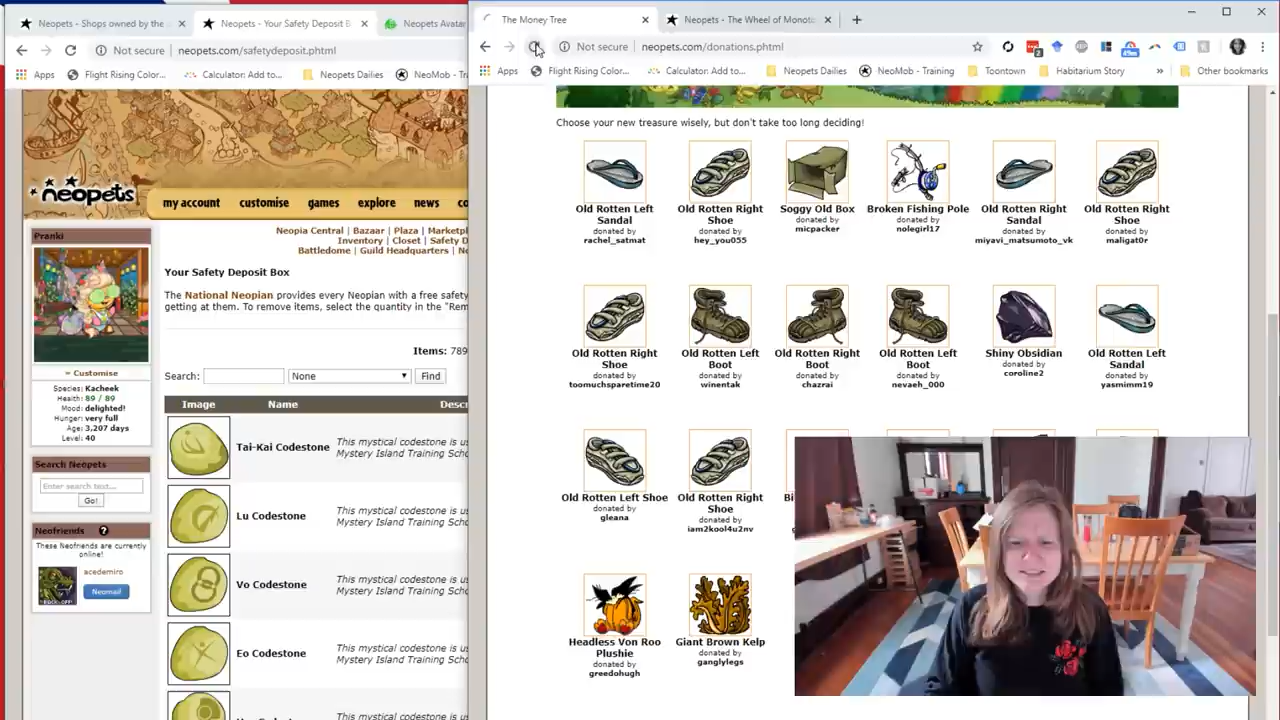 Neopets - Shops owned by the
Neopets - Your Safety Deposit B
Neopets Avatar
The Money Tree
Neopets - The Wheel of Monoto
Not secure
neopets.com/safetydeposit.phtml
Not secure
neopets.com/donations.phtml
Apps
Flight Rising Color...
Calculator: Add to...
Neopets Dailies
NeoMob - Tr
Apps
Flight Rising Color...
Calculator: Add to...
Neopets Dailies
NeoMob - Training
Toontown
Habitarium Story
»
Other bookmarks
neopets
my account
customise
games
explore
news
Pranki
Customise
Species: Kacheek
Health: 89 / 89
Mood: delighted!
Hunger: very full
Age: 3,207 days
Level: 40
Search Neopets
Enter search text...
Go!
Neofriends
These Neofriends are currently
online!
acedemiro
Neomail
Neopia Central | Bazaar | Plaza | Marketpl
Inventory | Closet | Safety D
Battledome | Guild Headquarters | Ne
Your Safety Deposit Box
The National Neopian provides every Neopian with a free safety
getting at them. To remove items, select the quantity in the "Rem
Items: 789
Search:
None
Find
Image
Name
Descr
Tai-Kai Codestone
This mystical codestone is us
Mystery Island Training Scho
Lu Codestone
This mystical codestone is us
Mystery Island Training Scho
Vo Codestone
This mystical codestone is us
Mystery Island Training Scho
Eo Codestone
This mystical codestone is us
Mystery Island Training Scho
This mystical codestone is us
Choose your new treasure wisely, but don't take too long deciding!
Old Rotten Left
Sandal
donated by
rachel_satmat
Old Rotten Right
Shoe
donated by
hey_you055
Soggy Old Box
donated by
micpacker
Broken Fishing Pole
donated by
nolegirl17
Old Rotten Right
Sandal
donated by
miyavi_matsumoto_vk
Old Rotten Right
Shoe
donated by
maligat0r
Old Rotten Right
Shoe
donated by
toomuchsparetime20
Old Rotten Left
Boot
donated by
winentak
Old Rotten Right
Boot
donated by
chazrai
Old Rotten Left
Boot
donated by
nevaeh_000
Shiny Obsidian
donated by
coroline2
Old Rotten Left
Sandal
donated by
yasmimm19
Old Rotten Left Shoe
donated by
gleana
Old Rotten Right
Shoe
donated by
iam2kool4u2nv
Headless Von Roo
Plushie
donated by
greedohugh
Giant Brown Kelp
donated by
ganglylegs